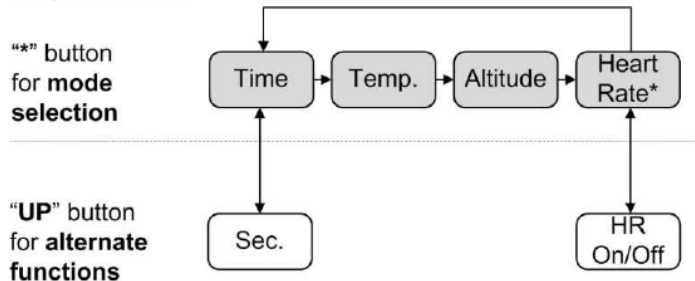 “*” button
for mode
selection
Time
Temp.
Altitude
Heart
Rate*
“UP” button
for alternate
functions
Sec.
HR
On/Off